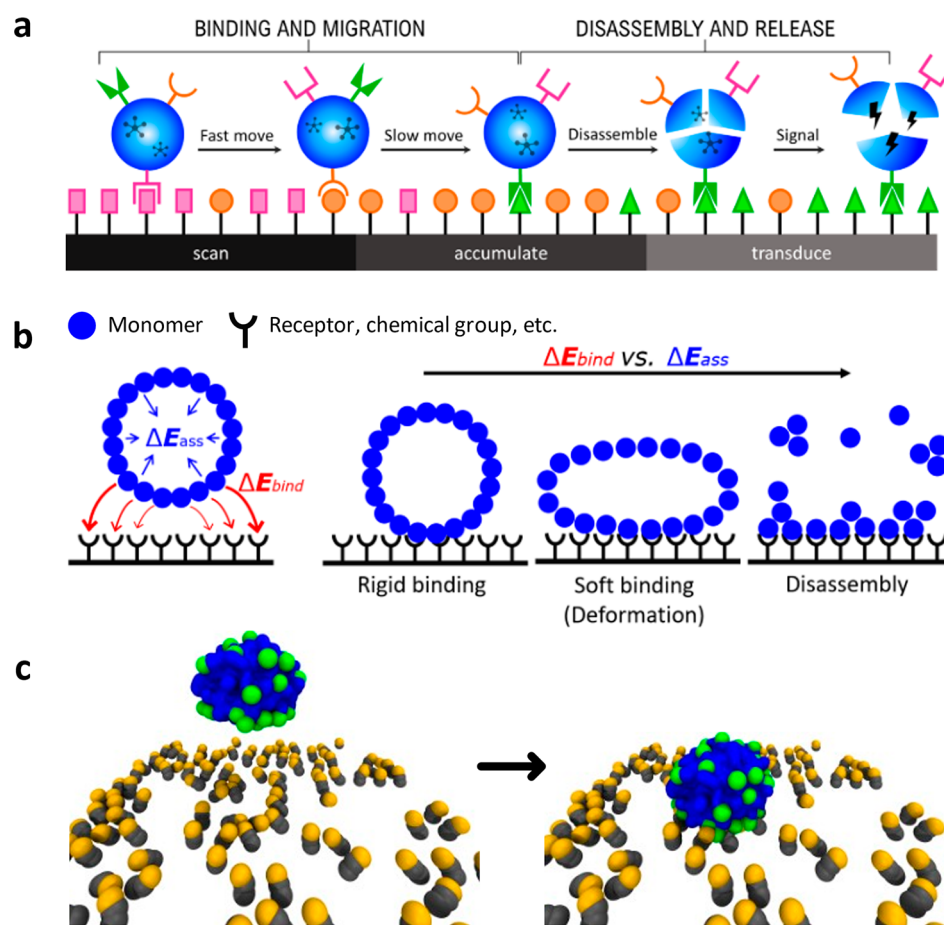 a
BINDING AND MIGRATION
DISASSEMBLY AND RELEASE
Fast move
Slow move
Disassemble
Signal
scan
accumulate
transduce
b
Monomer
Receptor, chemical group, etc.
ΔEbind vs. ΔEass
ΔEass
ΔEbind
Rigid binding
Soft binding
(Deformation)
Disassembly
c